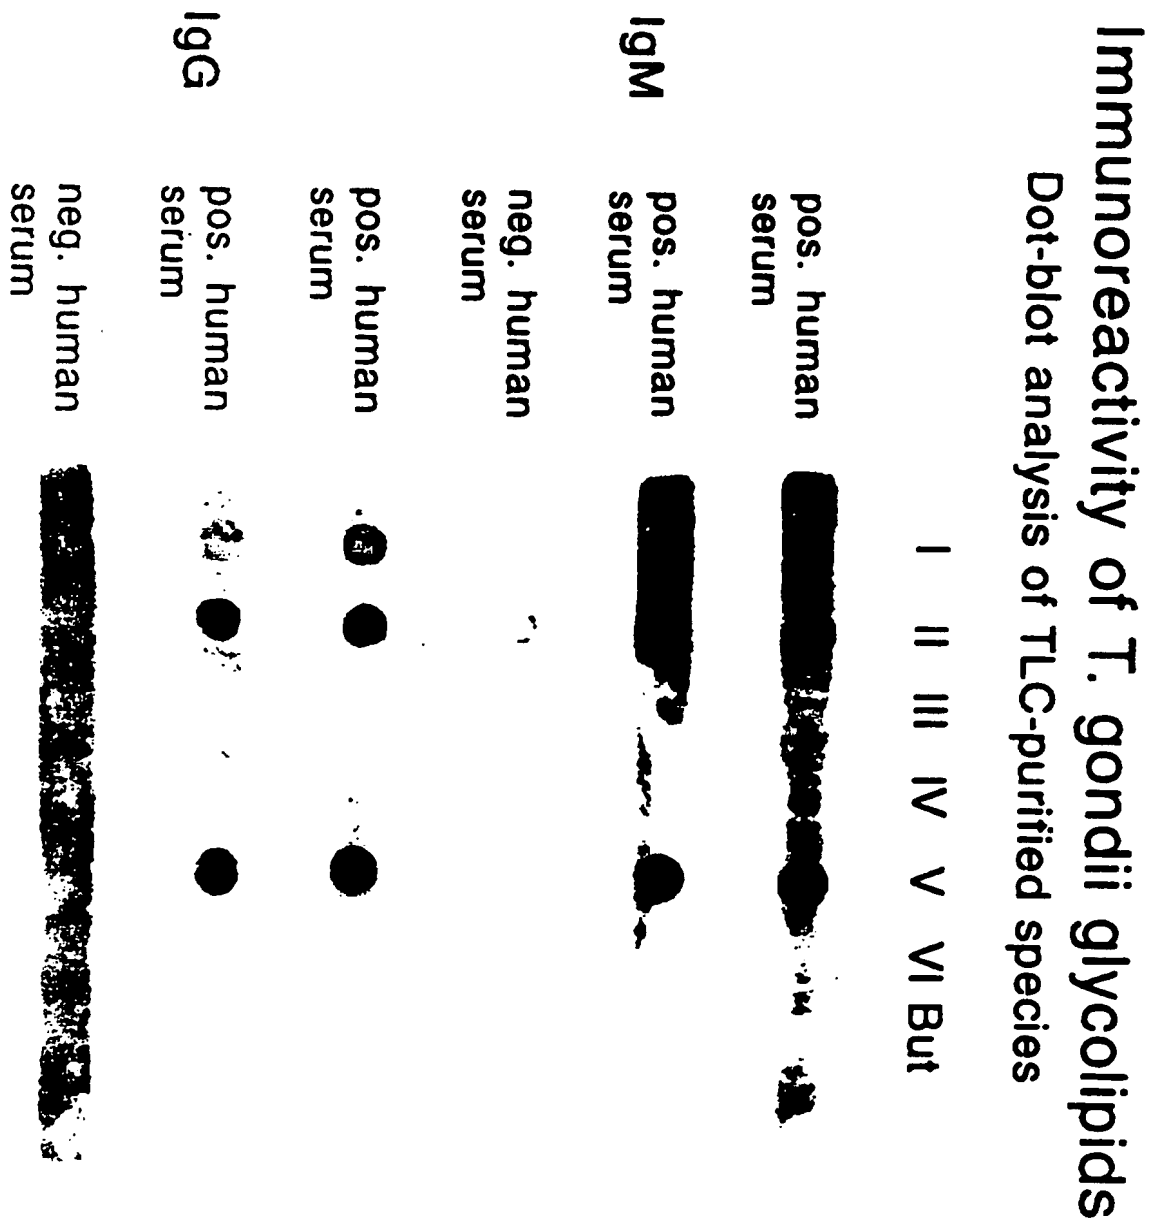 Immunoreactivity of T. gondii glycolipids
Dot-blot analysis of TLC-purified species
I II III IV V VI But
pos. human
serum
IgM
pos. human
serum
neg. human
serum
pos. human
serum
IgG
pos. human
serum
neg. human
serum